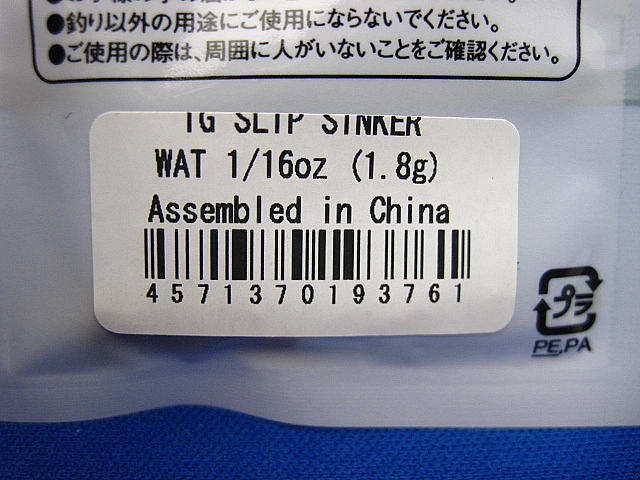 ●釣り以外の用途にご使用にならないでください。
●ご使用の際は、周囲に人がいないことをご確認ください。
TG SLIP SINKER
WAT 1/16oz (1.8g)
Assembled in China
4571370193761
プラ
PE,PA